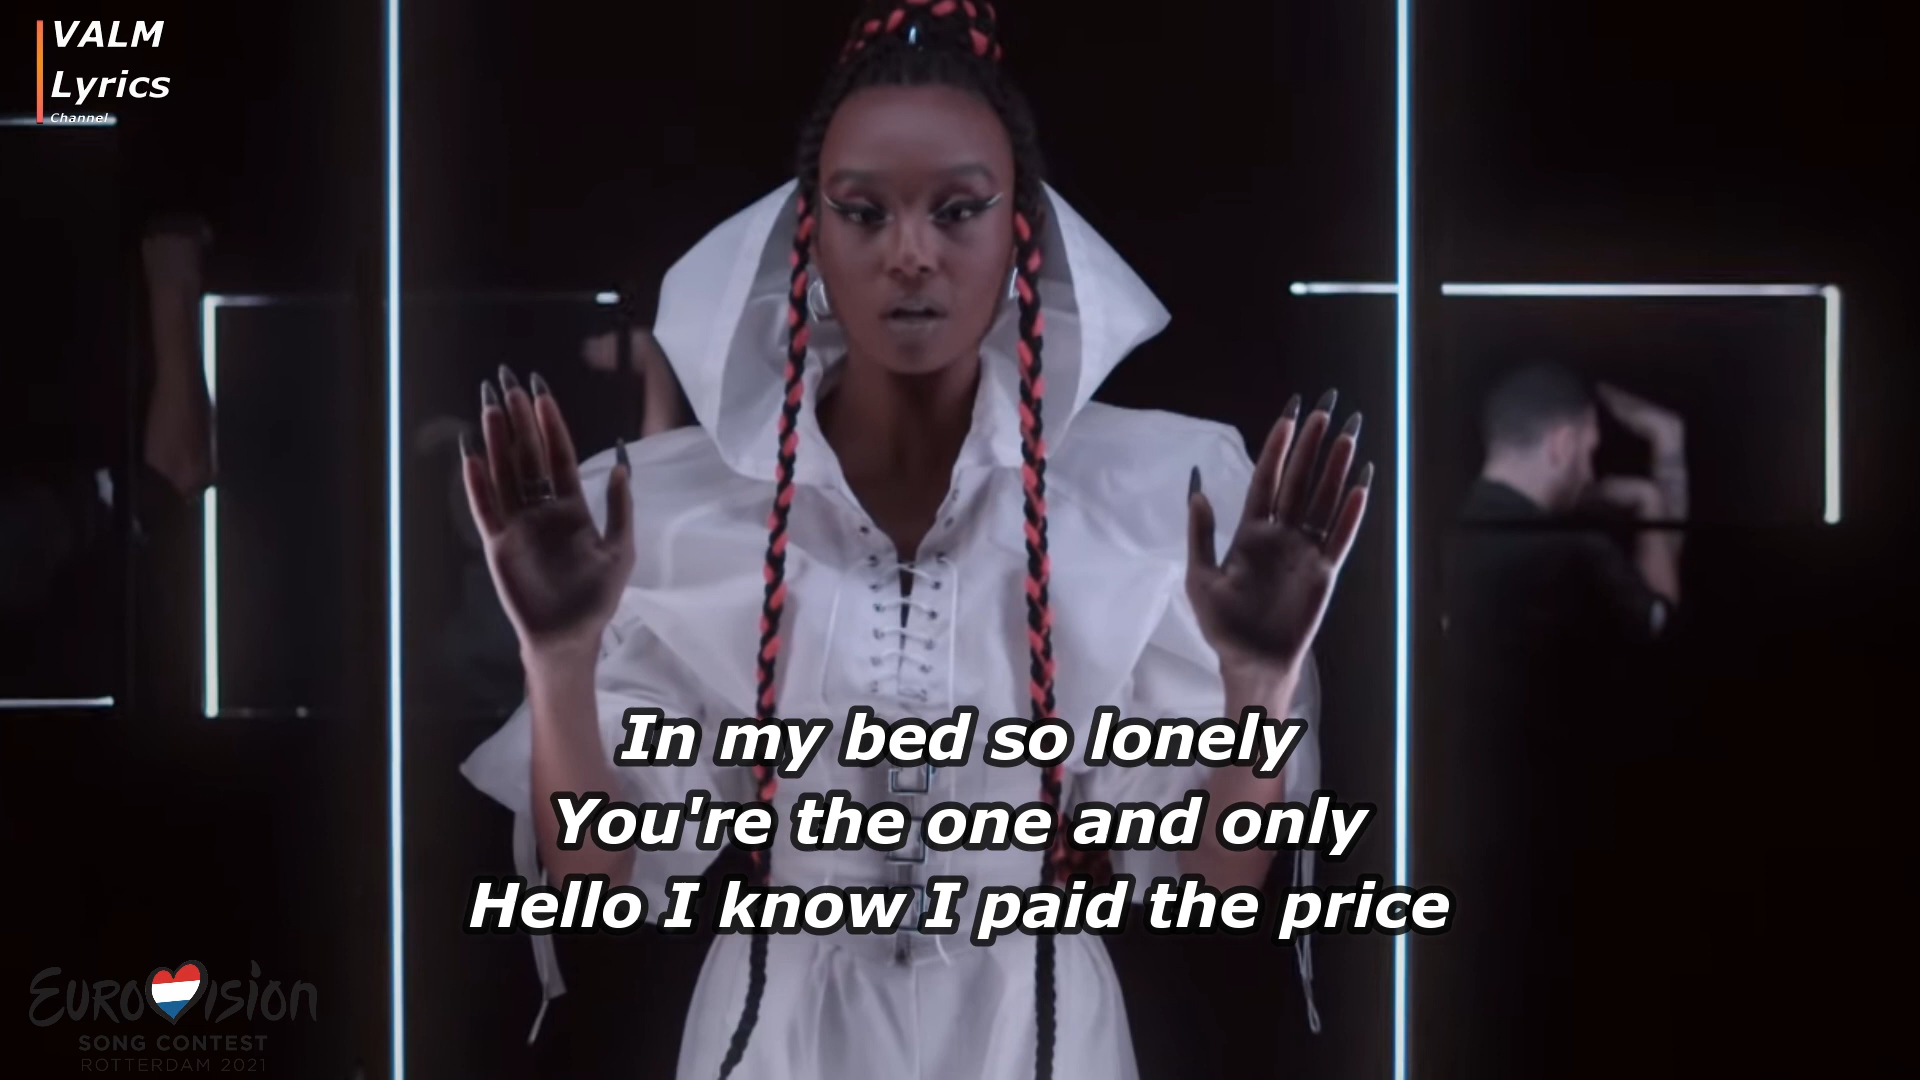 VALM
Lyrics
Channel
In my bed so lonely
You're the one and only
Hello I know I paid the price
EUROVISION
SONG CONTEST
ROTTERDAM 2021